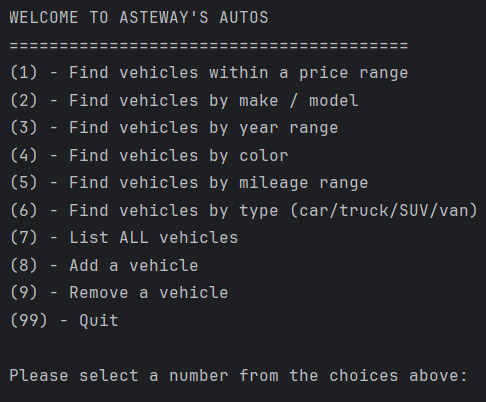 WELCOME TO ASTEWAY'S AUTOS
========================================
(1) - Find vehicles within a price range
(2) - Find vehicles by make / model
(3) - Find vehicles by year range
(4) - Find vehicles by color
(5) - Find vehicles by mileage range
(6) - Find vehicles by type (car/truck/SUV/van)
(7) - List ALL vehicles
(8) - Add a vehicle
(9) - Remove a vehicle
(99) - Quit
Please select a number from the choices above: